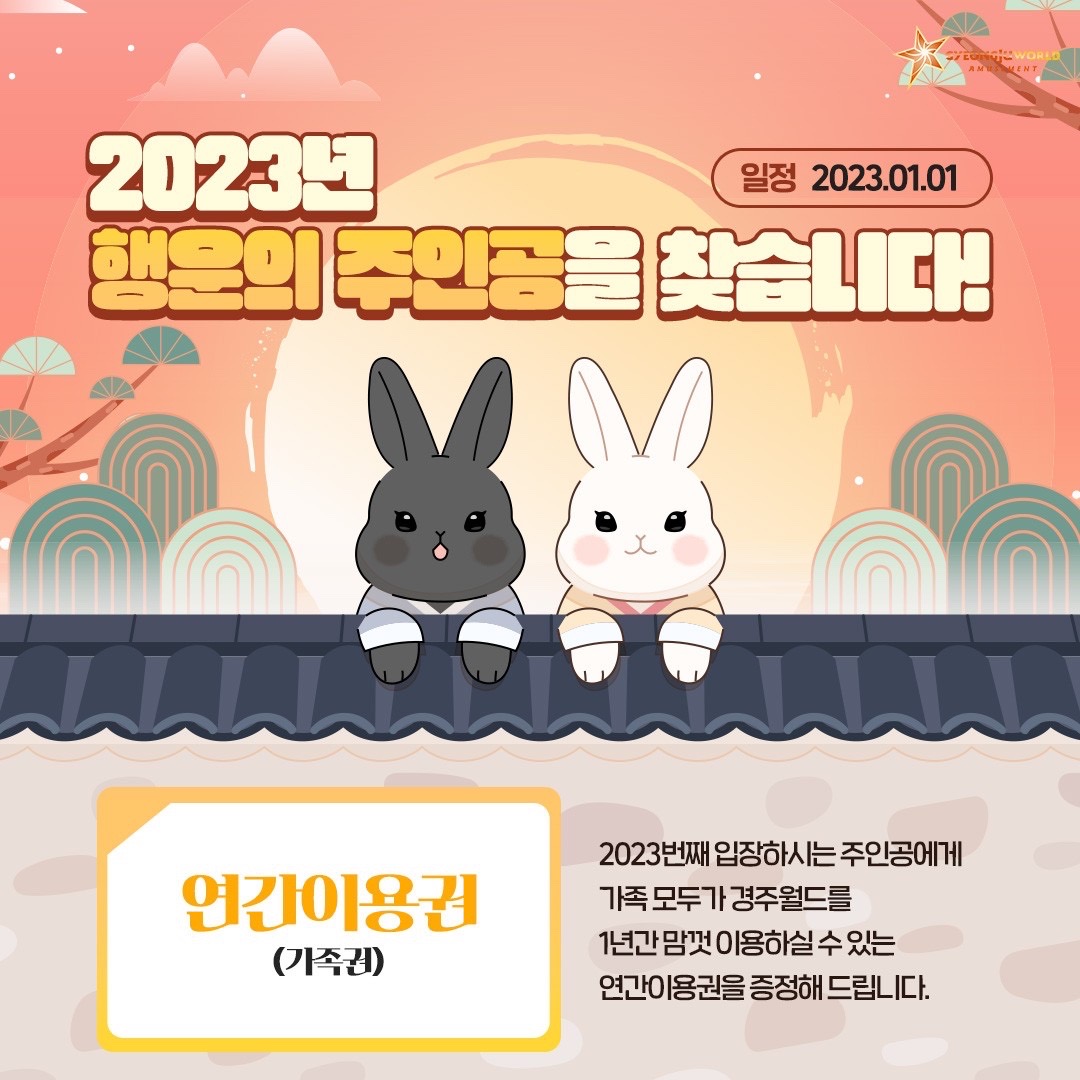 GYEONGJUWORLD
AMUSEMENT
2023년
일정 2023.01.01
행운의 주인공을 찾습니다!
연간이용권
(가족권)
2023번째 입장하시는 주인공에게
가족 모두가 경주월드를
1년간 맘껏 이용하실 수 있는
연간이용권을 증정해 드립니다.